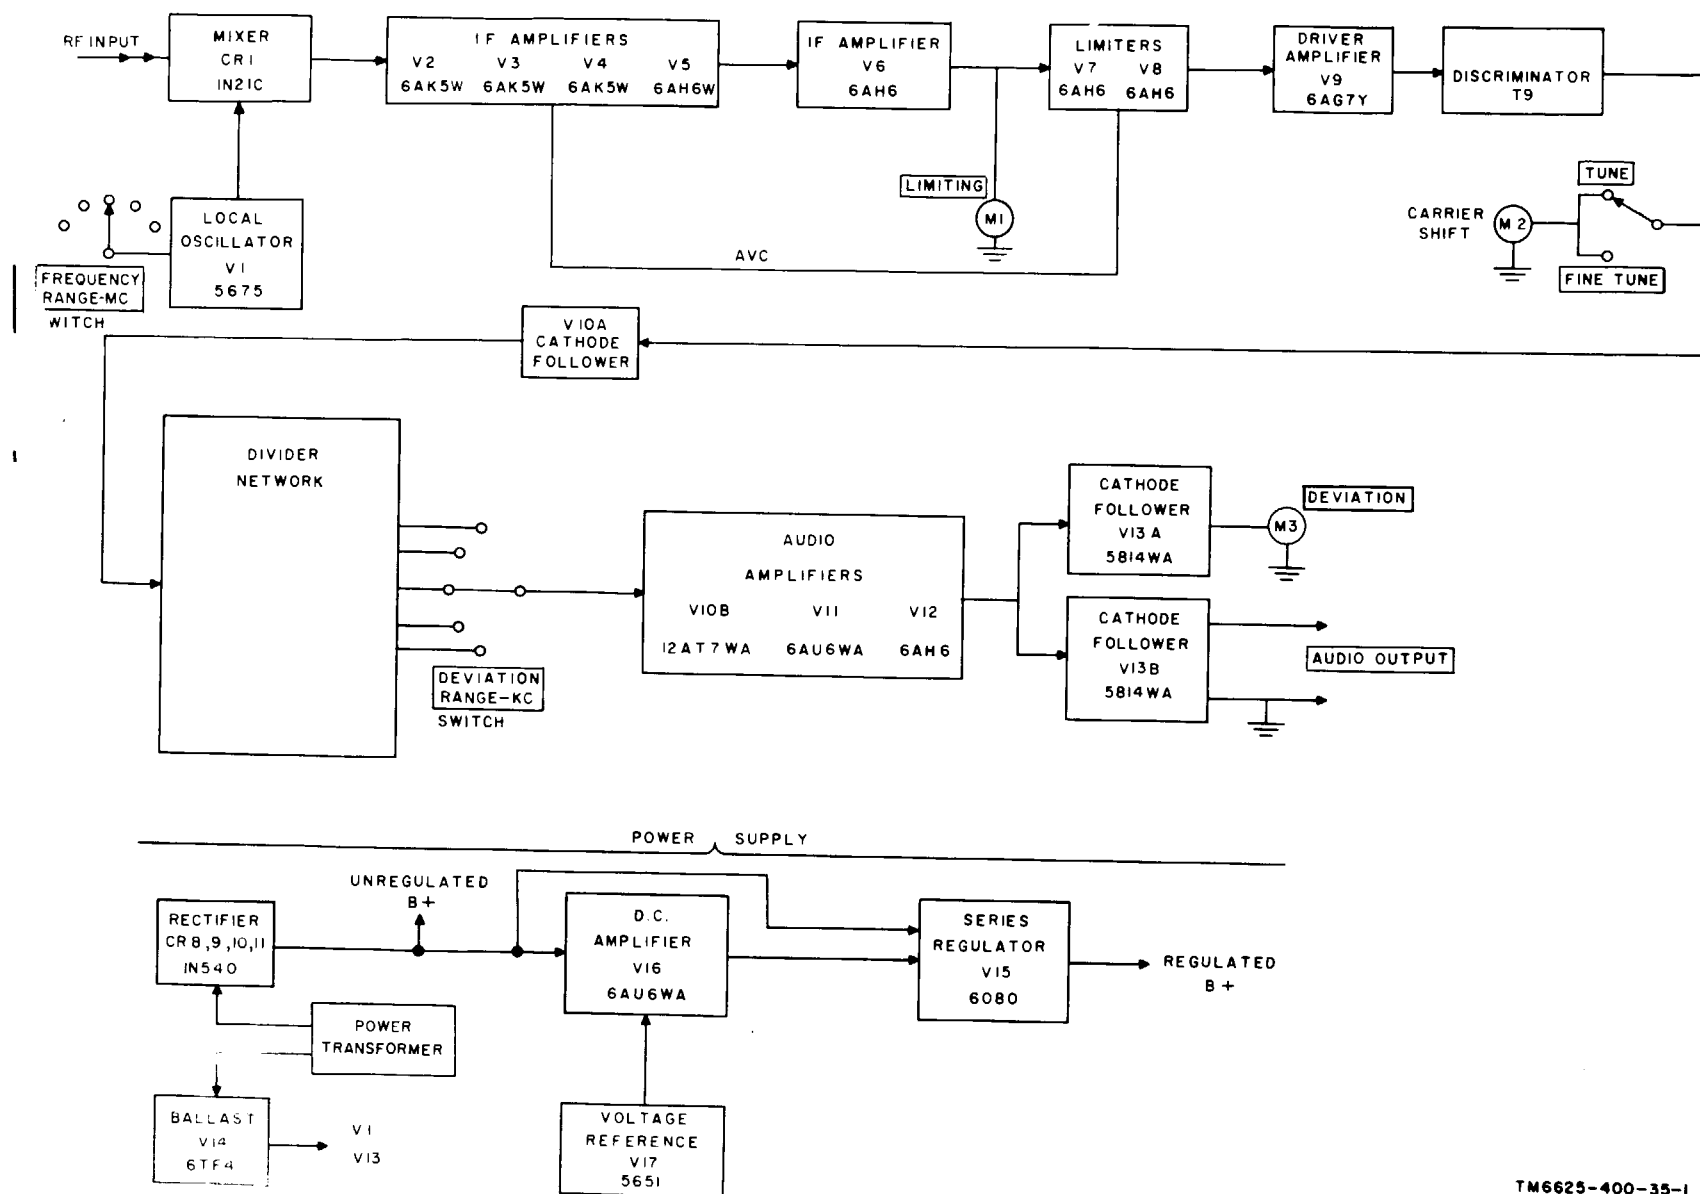 RF INPUT
MIXER
CR1
IN21C
IF AMPLIFIERS
V2 V3 V4 V5
6AK5W 6AK5W 6AK5W 6AH6W
IF AMPLIFIER
V6
6AH6
LIMITERS
V7 V8
6AH6 6AH6
DRIVER
AMPLIFIER
V9
6AG7Y
DISCRIMINATOR
T9
FREQUENCY
RANGE-MC
WITCH
LOCAL
OSCILLATOR
V1
5675
AVC
LIMITING
M1
CARRIER
SHIFT
M2
TUNE
FINE TUNE
V10A
CATHODE
FOLLOWER
DIVIDER
NETWORK
DEVIATION
RANGE-KC
SWITCH
AUDIO
AMPLIFIERS
V10B V11 V12
12AT7WA 6AU6WA 6AH6
CATHODE
FOLLOWER
V13A
5814WA
M3
DEVIATION
CATHODE
FOLLOWER
V13B
5814WA
AUDIO OUTPUT
POWER SUPPLY
RECTIFIER
CR8,9,10,11
IN540
UNREGULATED
B+
D.C.
AMPLIFIER
V16
6AU6WA
SERIES
REGULATOR
V15
6080
REGULATED
B+
POWER
TRANSFORMER
BALLAST
V14
6TF4
V1
V13
VOLTAGE
REFERENCE
V17
5651
TM6625-400-35-1